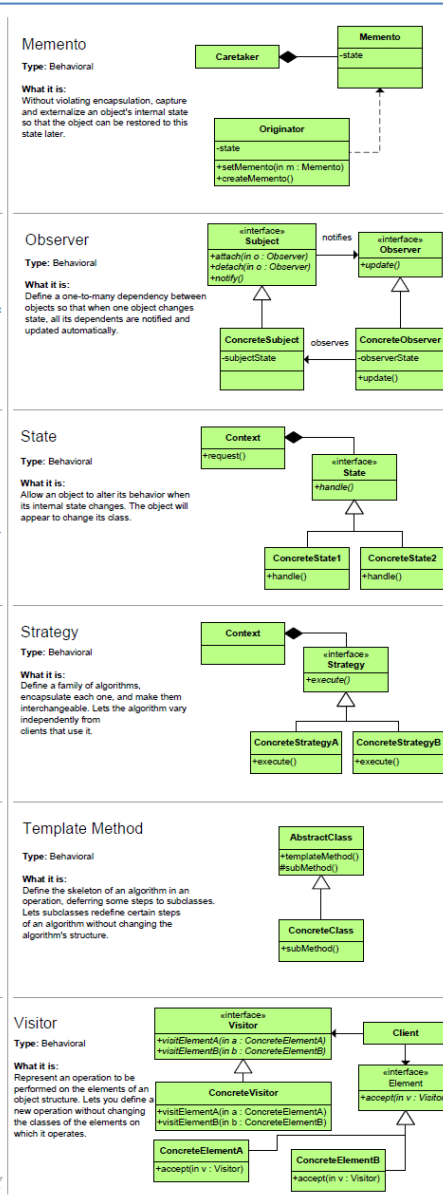 Memento
Type: Behavioral
What it is:
Without violating encapsulation, capture
and externalize an object's internal state
so that the object can be restored to this
state later.
Caretaker
Memento
-state
Originator
-state
+setMemento(in m : Memento)
+createMemento()
Observer
Type: Behavioral
What it is:
Define a one-to-many dependency between
objects so that when one object changes
state, all its dependents are notified and
updated automatically.
«interface»
Subject
+attach(in o : Observer)
+detach(in o : Observer)
+notify()
notifies
«interface»
Observer
+update()
ConcreteSubject
-subjectState
observes
ConcreteObserver
-observerState
+update()
State
Type: Behavioral
What it is:
Allow an object to alter its behavior when
its internal state changes. The object will
appear to change its class.
Context
+request()
«interface»
State
+handle()
ConcreteState1
+handle()
ConcreteState2
+handle()
Strategy
Type: Behavioral
What it is:
Define a family of algorithms,
encapsulate each one, and make them
interchangeable. Lets the algorithm vary
independently from
clients that use it.
Context
«interface»
Strategy
+execute()
ConcreteStrategyA
+execute()
ConcreteStrategyB
+execute()
Template Method
Type: Behavioral
What it is:
Define the skeleton of an algorithm in an
operation, deferring some steps to subclasses.
Lets subclasses redefine certain steps
of an algorithm without changing the
algorithm's structure.
AbstractClass
+templateMethod()
#subMethod()
ConcreteClass
+subMethod()
Visitor
Type: Behavioral
What it is:
Represent an operation to be
performed on the elements of an
object structure. Lets you define a
new operation without changing
the classes of the elements on
which it operates.
«interface»
Visitor
+visitElementA(in a : ConcreteElementA)
+visitElementB(in b : ConcreteElementB)
Client
«interface»
Element
+accept(in v : Visitor)
ConcreteVisitor
+visitElementA(in a : ConcreteElementA)
+visitElementB(in b : ConcreteElementB)
ConcreteElementA
+accept(in v : Visitor)
ConcreteElementB
+accept(in v : Visitor)